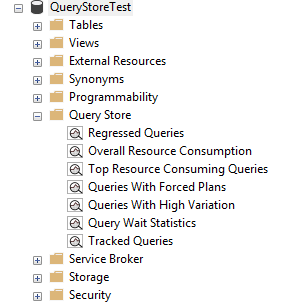 QueryStoreTest
Tables
Views
External Resources
Synonyms
Programmability
Query Store
Regressed Queries
Overall Resource Consumption
Top Resource Consuming Queries
Queries With Forced Plans
Queries With High Variation
Query Wait Statistics
Tracked Queries
Service Broker
Storage
Security